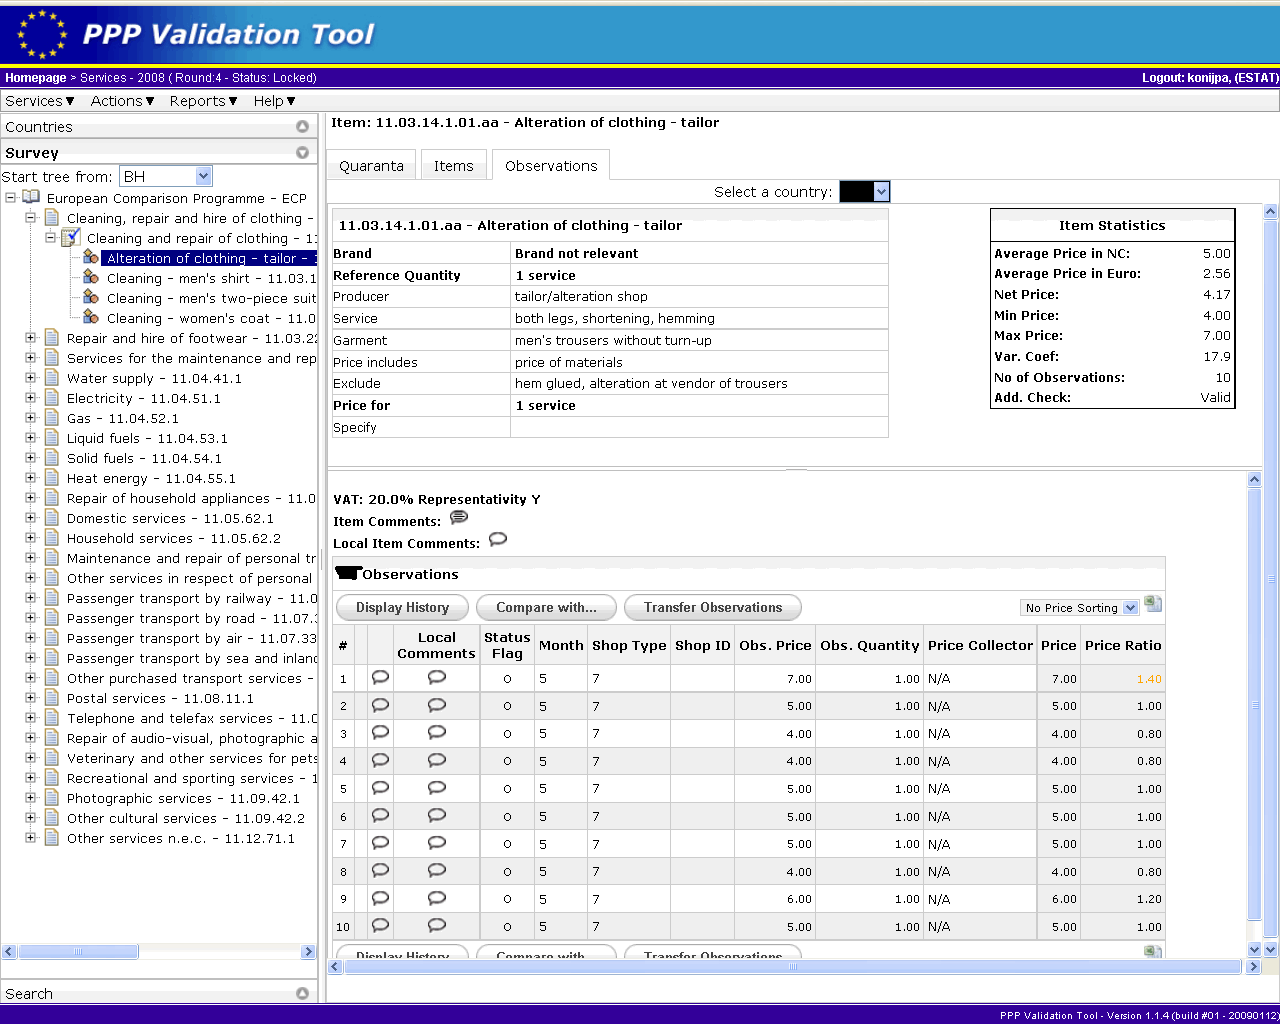 PPP Validation Tool
Homepage > Services - 2008 ( Round:4 - Status: Locked)
Logout: konijpa, (ESTAT)
Services▼ Actions▼ Reports▼ Help▼
Countries
Survey
Start tree from: BH
European Comparison Programme - ECP
Cleaning, repair and hire of clothing -
Cleaning and repair of clothing - 11
Alteration of clothing - tailor -
Cleaning - men's shirt - 11.03.1
Cleaning - men's two-piece suit
Cleaning - women's coat - 11.0
Repair and hire of footwear - 11.03.22
Services for the maintenance and rep
Water supply - 11.04.41.1
Electricity - 11.04.51.1
Gas - 11.04.52.1
Liquid fuels - 11.04.53.1
Solid fuels - 11.04.54.1
Heat energy - 11.04.55.1
Repair of household appliances - 11.0
Domestic services - 11.05.62.1
Household services - 11.05.62.2
Maintenance and repair of personal tr
Other services in respect of personal
Passenger transport by railway - 11.0
Passenger transport by road - 11.07.
Passenger transport by air - 11.07.33
Passenger transport by sea and inland
Other purchased transport services -
Postal services - 11.08.11.1
Telephone and telefax services - 11.0
Repair of audio-visual, photographic a
Veterinary and other services for pets
Recreational and sporting services - 1
Photographic services - 11.09.42.1
Other cultural services - 11.09.42.2
Other services n.e.c. - 11.12.71.1
Search
Item: 11.03.14.1.01.aa - Alteration of clothing - tailor
Quaranta Items Observations
Select a country:
11.03.14.1.01.aa - Alteration of clothing - tailor
Brand Brand not relevant
Reference Quantity 1 service
Producer tailor/alteration shop
Service both legs, shortening, hemming
Garment men's trousers without turn-up
Price includes price of materials
Exclude hem glued, alteration at vendor of trousers
Price for 1 service
Specify
Item Statistics
Average Price in NC: 5.00
Average Price in Euro: 2.56
Net Price: 4.17
Min Price: 4.00
Max Price: 7.00
Var. Coef: 17.9
No of Observations: 10
Add. Check: Valid
VAT: 20.0% Representativity Y
Item Comments:
Local Item Comments:
Observations
Display History Compare with... Transfer Observations No Price Sorting
# Local Comments Status Flag Month Shop Type Shop ID Obs. Price Obs. Quantity Price Collector Price Price Ratio
1 O 5 7 7.00 1.00 N/A 7.00 1.40
2 O 5 7 5.00 1.00 N/A 5.00 1.00
3 O 5 7 4.00 1.00 N/A 4.00 0.80
4 O 5 7 4.00 1.00 N/A 4.00 0.80
5 O 5 7 5.00 1.00 N/A 5.00 1.00
6 O 5 7 5.00 1.00 N/A 5.00 1.00
7 O 5 7 5.00 1.00 N/A 5.00 1.00
8 O 5 7 4.00 1.00 N/A 4.00 0.80
9 O 5 7 6.00 1.00 N/A 6.00 1.20
10 O 5 7 5.00 1.00 N/A 5.00 1.00
Display History Compare with... Transfer Observations
PPP Validation Tool - Version 1.1.4 (build #01 - 20090112)